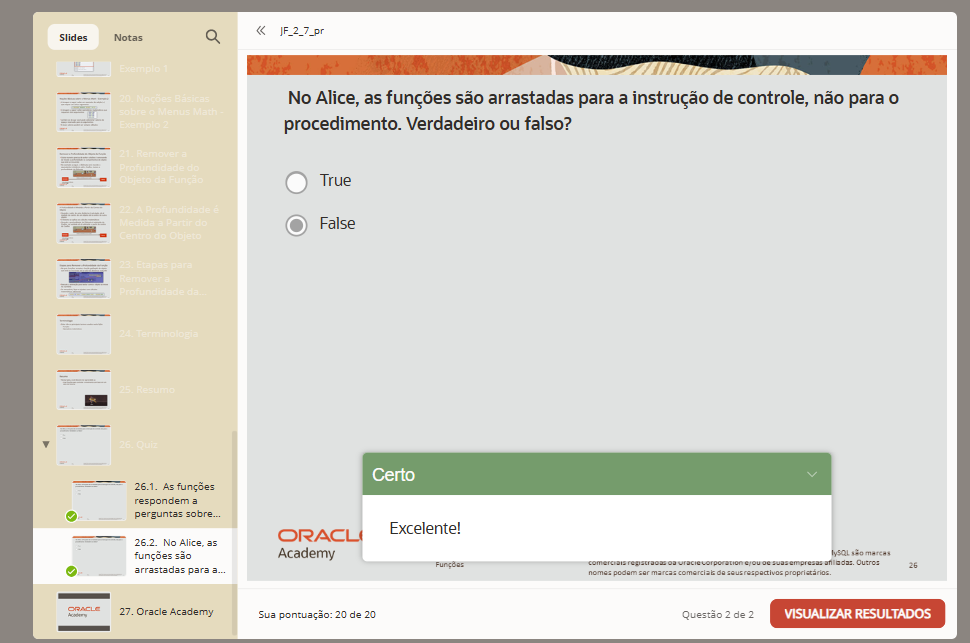 Slides
Notas
JF_2_7_pr
Exemplo 1
20. Noções Básicas
sobre o Menus Math -
Exemplo 2
21. Remover a
Profundidade do
Objeto da Função
22. A Profundidade é
Medida a Partir do
Centro do Objeto
23. Etapas para
Remover a
Profundidade da...
24. Terminologia
25. Resumo
26. Quiz
26.1. As funções
respondem a
perguntas sobre...
26.2. No Alice, as
funções são
arrastadas para a...
ORACLE
Academy
27. Oracle Academy
No Alice, as funções são arrastadas para a instrução de controle, não para o
procedimento. Verdadeiro ou falso?
True
False
Certo
Excelente!
ORACLE
Academy
Funções
MySQL são marcas
comerciais registradas da Oracle Corporation e/ou de suas empresas afiliadas. Outros
nomes podem ser marcas comerciais de seus respectivos proprietários.
26
Sua pontuação: 20 de 20
Questão 2 de 2
VISUALIZAR RESULTADOS